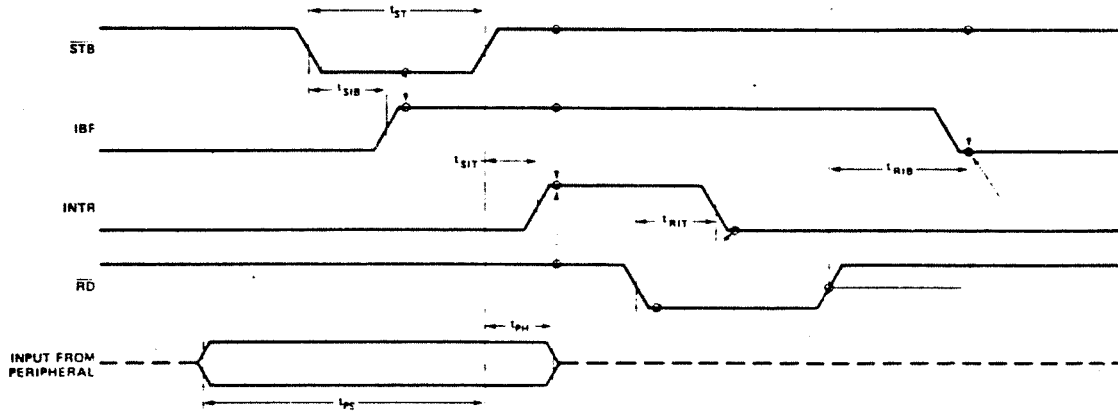 tST
STB
tSIB
IBF
tSIT
tRIB
INTR
tRIT
RD
tPH
INPUT FROM
PERIPHERAL
tPS